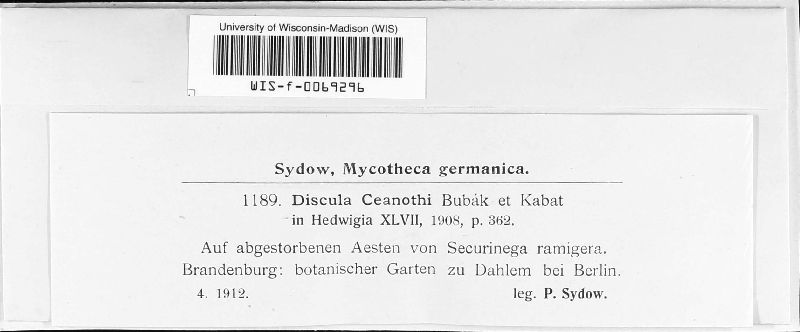 University of Wisconsin-Madison (WIS)
WIS-f-0069296
Sydow, Mycotheca germanica.
1189. Discula Ceanothi Bubák et Kabat
in Hedwigia XLVII, 1908, p. 362.
Auf abgestorbenen Aesten von Securinega ramigera.
Brandenburg: botanischer Garten zu Dahlem bei Berlin.
4. 1912. leg. P. Sydow.